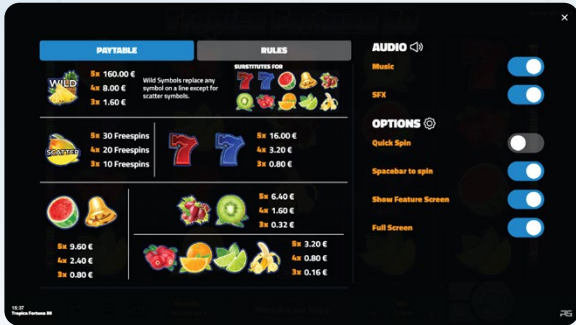 PAYTABLE
RULES
WILD
5x 160.00 €
4x 8.00 €
3x 1.60 €
Wild Symbols replace any
symbol on a line except for
scatter symbols.
SUBSTITUTES FOR
SCATTER
5x 30 Freespins
4x 20 Freespins
3x 10 Freespins
7 7
5x 16.00 €
4x 3.20 €
3x 0.80 €
5x 9.60 €
4x 2.40 €
3x 0.80 €
5x 6.40 €
4x 1.60 €
3x 0.32 €
5x 3.20 €
4x 0.80 €
3x 0.16 €
AUDIO
Music
SFX
OPTIONS
Quick Spin
Spacebar to spin
Show Feature Screen
Full Screen
15:37